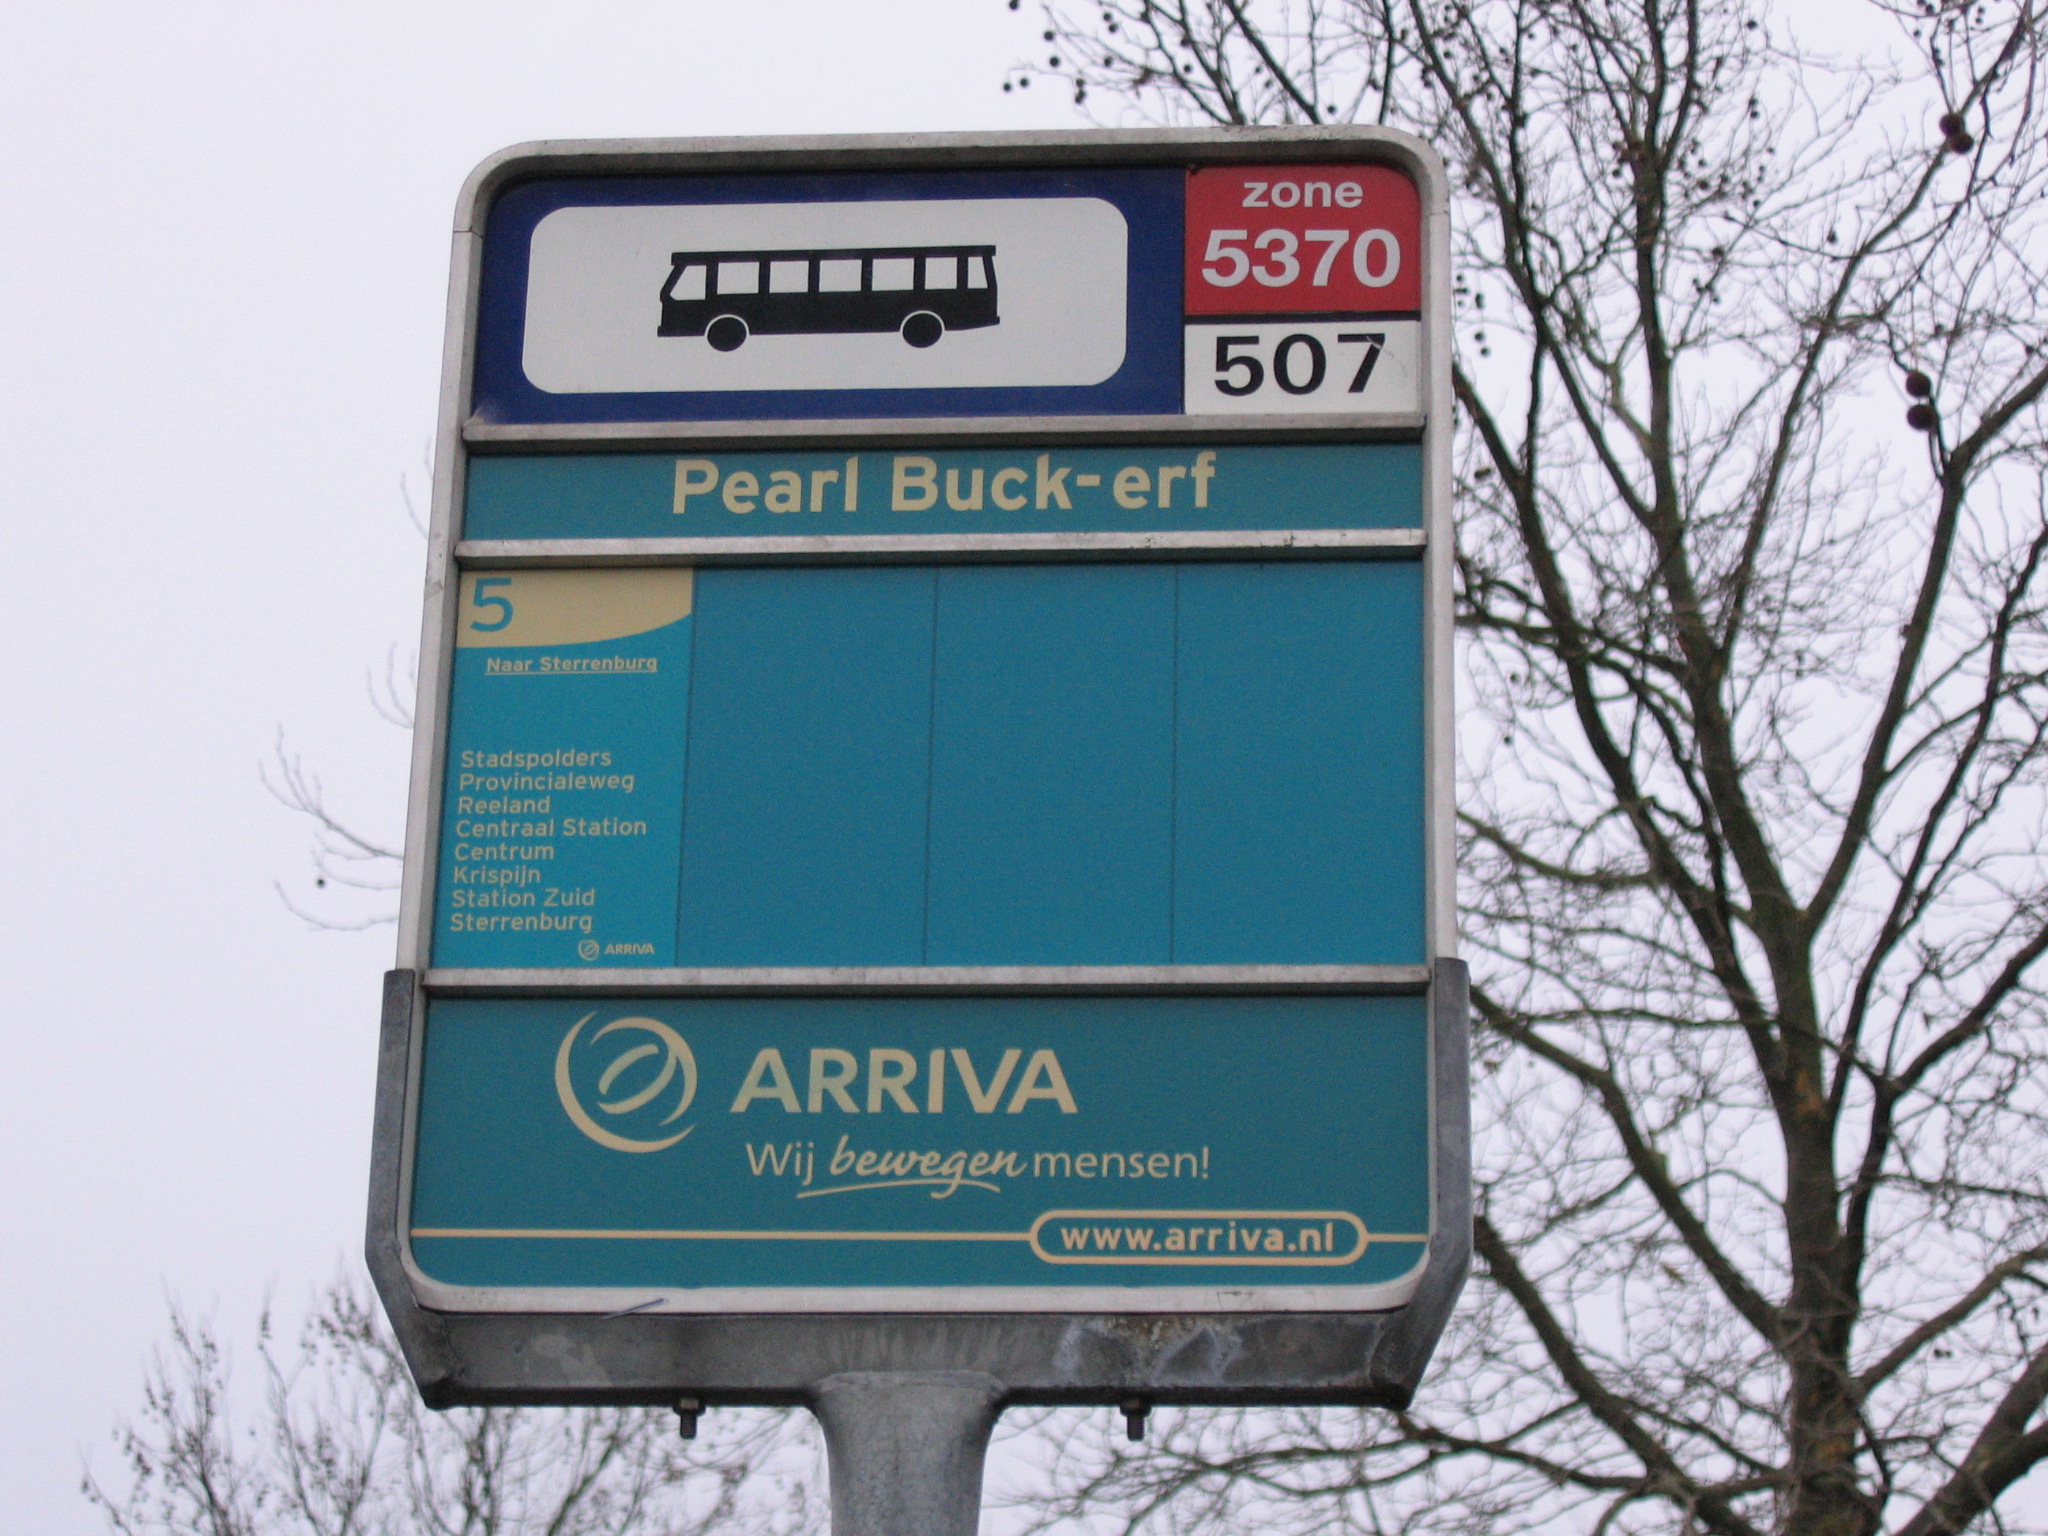 zone
5370
507
Pearl Buck-erf
5
Naar Sterrenburg
Stadspolders
Provincialeweg
Reeland
Centraal Station
Centrum
Krispijn
Station Zuid
Sterrenburg
ARRIVA
ARRIVA
Wij bewegen mensen!
www.arriva.nl